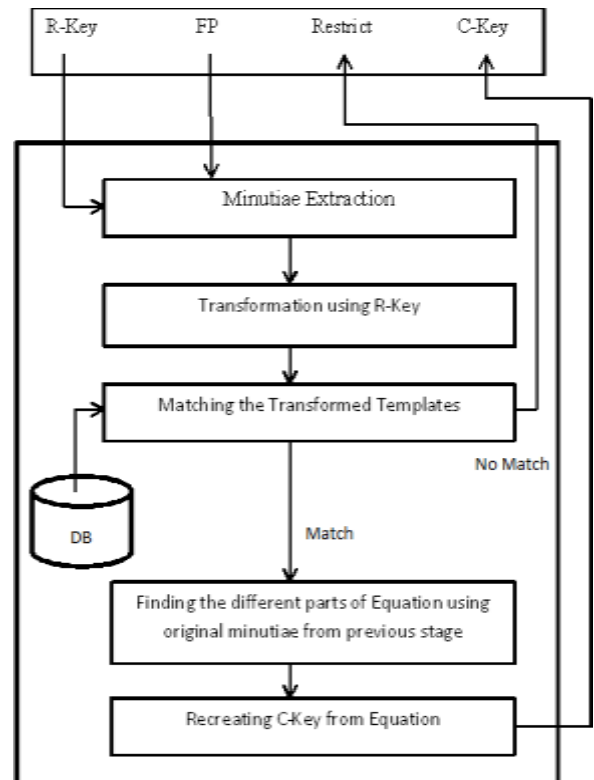 R-Key FP Restrict C-Key
Minutiae Extraction
Transformation using R-Key
Matching the Transformed Templates
No Match
DB
Match
Finding the different parts of Equation using
original minutiae from previous stage
Recreating C-Key from Equation